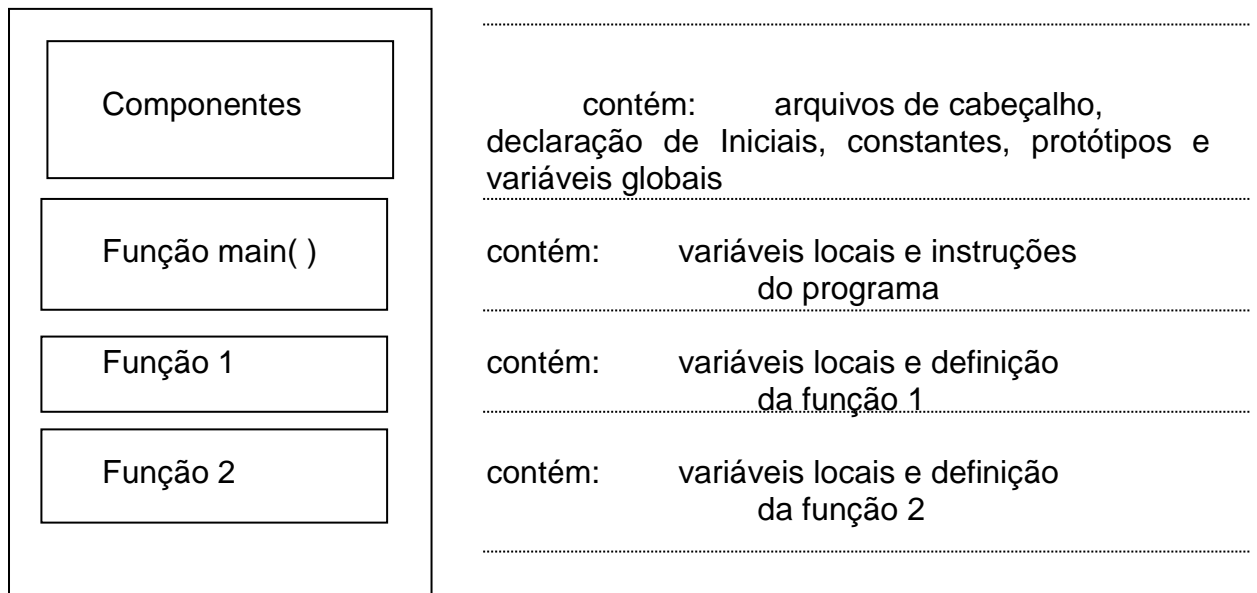 Componentes
contém: arquivos de cabeçalho,
declaração de Iniciais, constantes, protótipos e
variáveis globais
Função main( )
contém: variáveis locais e instruções
do programa
Função 1
contém: variáveis locais e definição
da função 1
Função 2
contém: variáveis locais e definição
da função 2